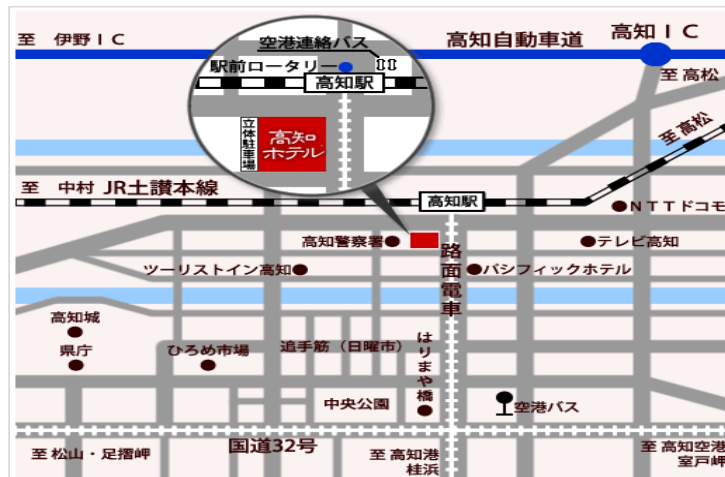 至 伊野IC
空港連絡バス
高知自動車道
高知IC
駅前ロータリー
高知駅
至 高松
立体駐車場
高知
ホテル
至 高松
至 中村 JR土讃本線
高知駅
NTTドコモ
高知警察署
テレビ高知
ツーリストイン高知
パシフィックホテル
路面電車
高知城
県庁
ひろめ市場
追手筋(日曜市)
はりまや橋
中央公園
空港バス
国道32号
至 松山・足摺岬
至 高知港
桂浜
至 高知空港
室戸岬